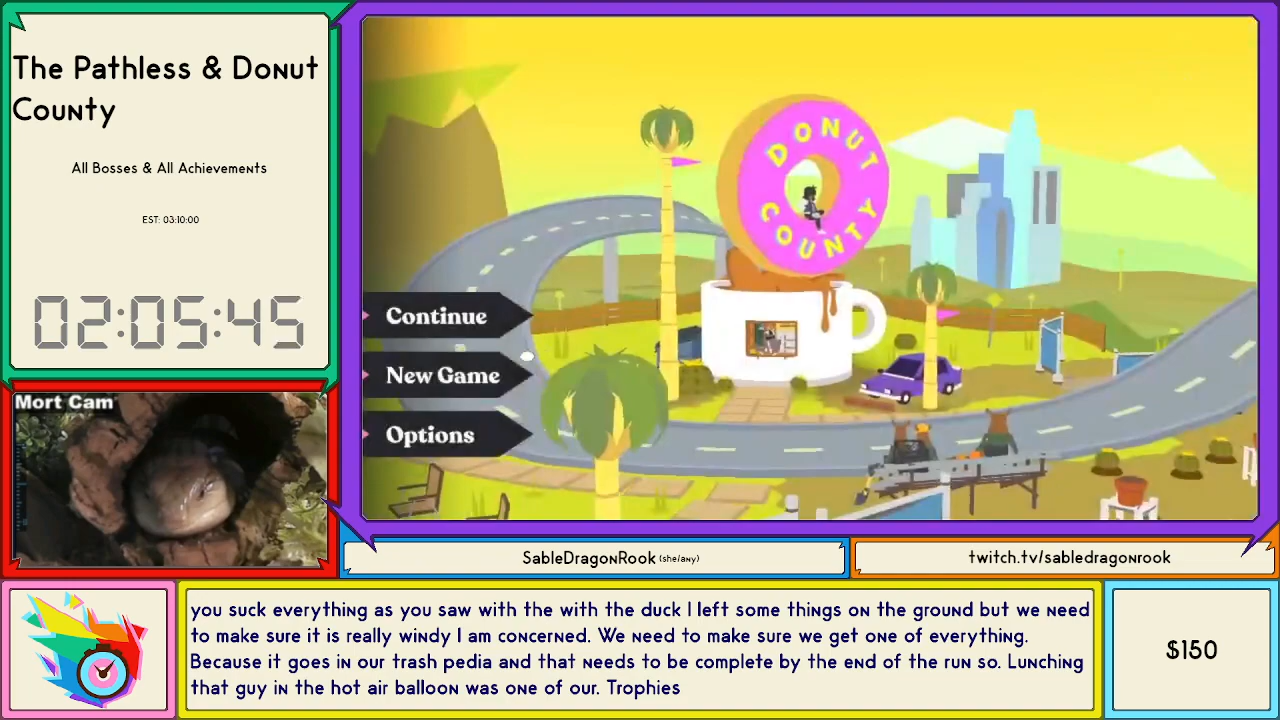 The Pathless & Donut
County
All Bosses & All Achievements
EST: 03:10:00
02:05:45
Mort Cam
DONUT
COUNTY
Continue
New Game
Options
SableDragonRook (she/any)
twitch.tv/sabledragonrook
you suck everything as you saw with the with the duck I left some things on the ground but we need
to make sure it is really windy I am concerned. We need to make sure we get one of everything.
Because it goes in our trash pedia and that needs to be complete by the end of the run so. Lunching
that guy in the hot air balloon was one of our. Trophies
$150